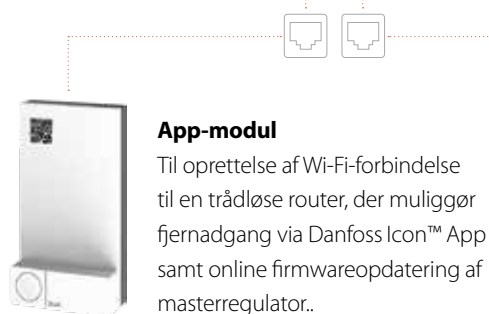 App-modul
Til oprettelse af Wi-Fi-forbindelse
til en trådløse router, der muliggør
fjernadgang via Danfoss Icon™ App
samt online firmwareopdatering af
masterregulator..